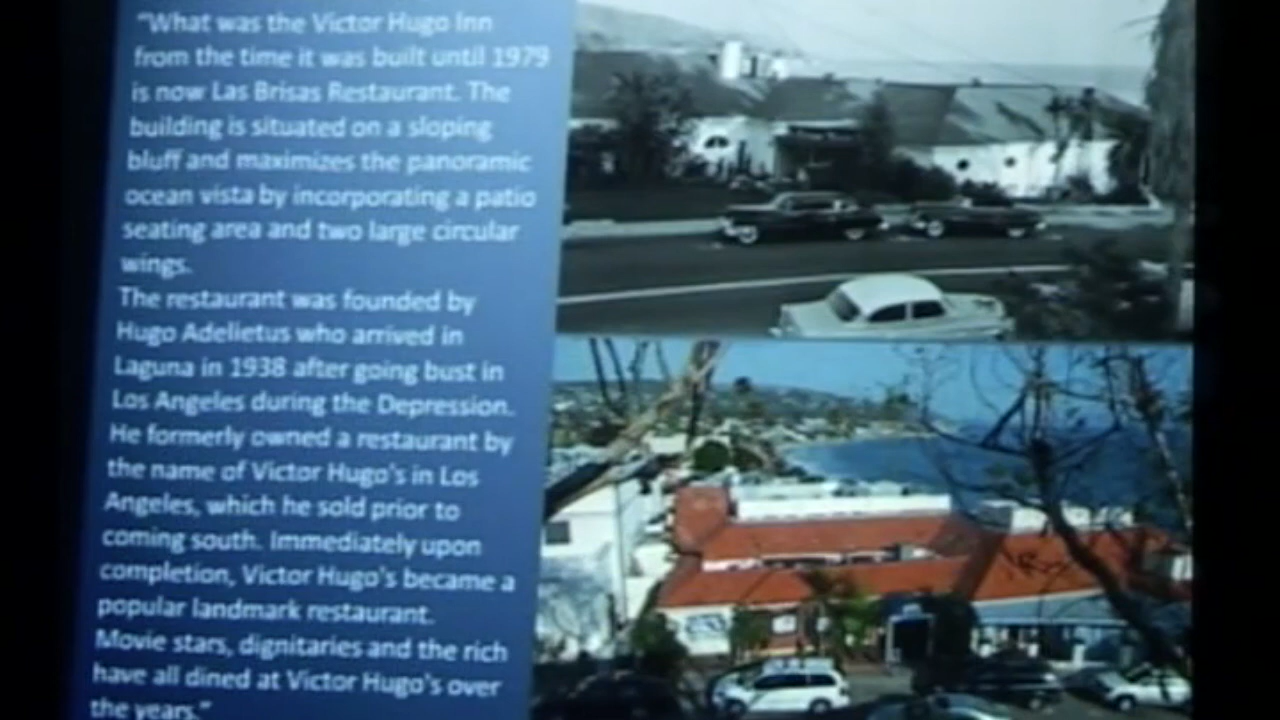 "What was the Victor Hugo Inn
from the time it was built until 1979
is now Las Brisas Restaurant. The
building is situated on a sloping
bluff and maximizes the panoramic
ocean vista by incorporating a patio
seating area and two large circular
wings.
The restaurant was founded by
Hugo Adelietus who arrived in
Laguna in 1938 after going bust in
Los Angeles during the Depression.
He formerly owned a restaurant by
the name of Victor Hugo's in Los
Angeles, which he sold prior to
coming south. Immediately upon
completion, Victor Hugo's became a
popular landmark restaurant.
Movie stars, dignitaries and the rich
have all dined at Victor Hugo's over
the years."